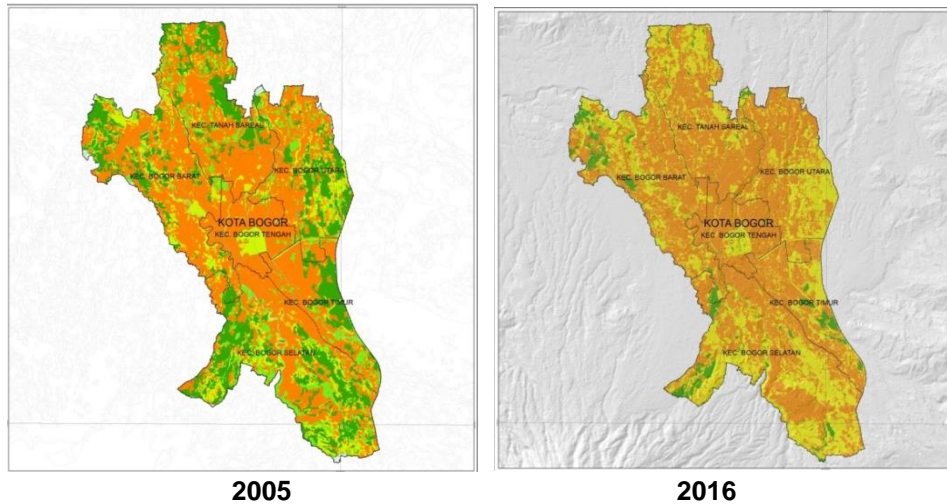 KEC. TANAH SAREAL
KEC. BOGOR UTARA
KEC. BOGOR BARAT
KOTA BOGOR
KEC. BOGOR TENGAH
KEC. BOGOR TIMUR
KEC. BOGOR SELATAN
2005
KEC. TANAH SAREAL
KEC. BOGOR UTARA
KEC. BOGOR BARAT
KOTA BOGOR
KEC. BOGOR TENGAH
KEC. BOGOR TIMUR
KEC. BOGOR SELATAN
2016